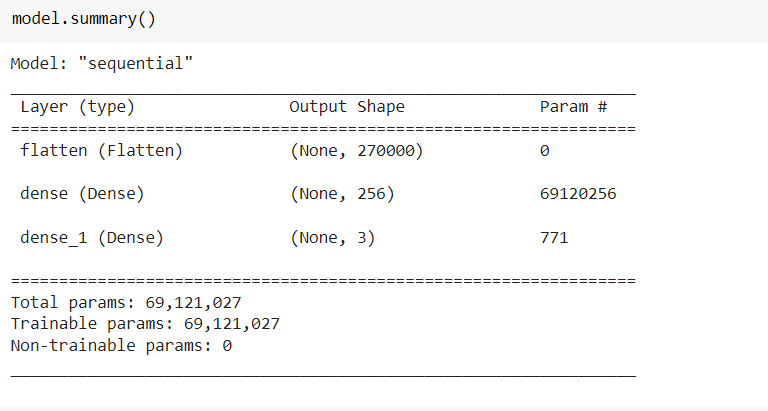 model.summary()
Model: "sequential"
_________________________________________________________________
Layer (type)                Output Shape              Param #
=================================================================
flatten (Flatten)           (None, 270000)            0
dense (Dense)               (None, 256)               69120256
dense_1 (Dense)             (None, 3)                 771
=================================================================
Total params: 69,121,027
Trainable params: 69,121,027
Non-trainable params: 0
_________________________________________________________________